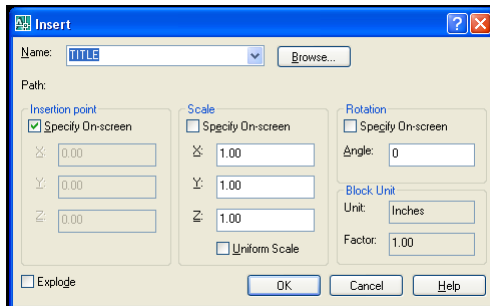 Insert
Name: TITLE Browse...
Path:
Insertion point
Specify On-screen
X: 0.00
Y: 0.00
Z: 0.00
Scale
Specify On-screen
X: 1.00
Y: 1.00
Z: 1.00
Uniform Scale
Rotation
Specify On-screen
Angle: 0
Block Unit
Unit: Inches
Factor: 1.00
Explode
OK Cancel Help